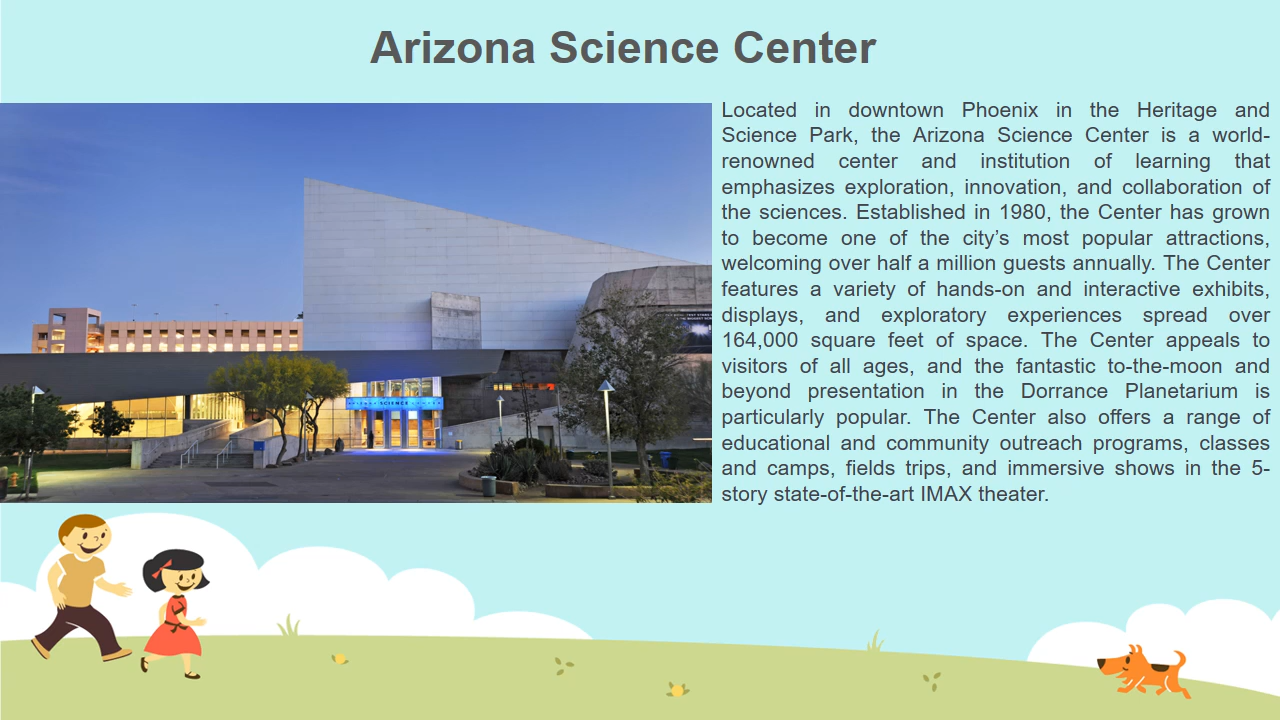 Arizona Science Center
Located in downtown Phoenix in the Heritage and
Science Park, the Arizona Science Center is a world-
renowned center and institution of learning that
emphasizes exploration, innovation, and collaboration of
the sciences. Established in 1980, the Center has grown
to become one of the city’s most popular attractions,
welcoming over half a million guests annually. The Center
features a variety of hands-on and interactive exhibits,
displays, and exploratory experiences spread over
164,000 square feet of space. The Center appeals to
visitors of all ages, and the fantastic to-the-moon and
beyond presentation in the Dorrance Planetarium is
particularly popular. The Center also offers a range of
educational and community outreach programs, classes
and camps, fields trips, and immersive shows in the 5-
story state-of-the-art IMAX theater.
SCIENCE